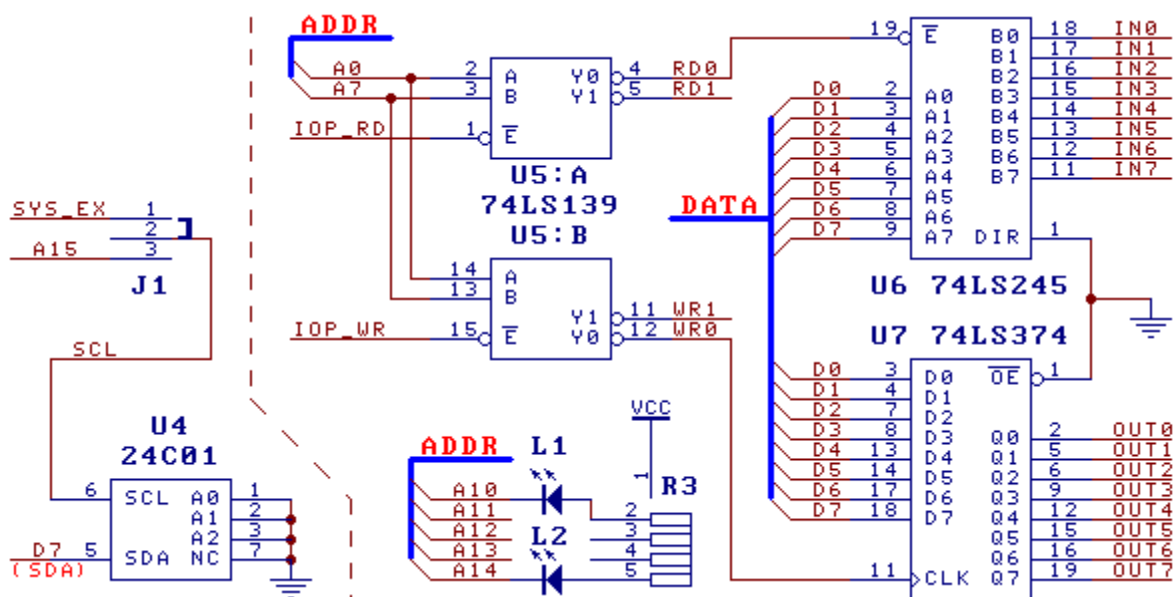 ADDR
A0 2 A Y0 4 RD0
A7 3 B Y1 5 RD1
IOP_RD 1 E
U5:A
74LS139
U5:B
14 A
13 B
Y1 11 WR1
IOP_WR 15 E Y0 12 WR0
19 E B0 18 IN0
B1 17 IN1
B2 16 IN2
D0 2 A0 B3 15 IN3
D1 3 A1 B4 14 IN4
D2 4 A2 B5 13 IN5
D3 5 A3 B6 12 IN6
D4 6 A4 B7 11 IN7
D5 7 A5
D6 8 A6
D7 9 A7 DIR 1
DATA
U6 74LS245
U7 74LS374
D0 3 D0 OE 1
D1 4 D1
D2 7 D2
D3 8 D3 Q0 2 OUT0
D4 13 D4 Q1 5 OUT1
D5 14 D5 Q2 6 OUT2
D6 17 D6 Q3 9 OUT3
D7 18 D7 Q4 12 OUT4
Q5 15 OUT5
Q6 16 OUT6
11 CLK Q7 19 OUT7
SYS_EX 1
2
A15 3
J1
SCL
U4
24C01
6 SCL A0 1
A1 2
A2 3
D7 5 SDA NC 7
(SDA)
VCC
ADDR L1
1 R3
A10 2
A11 3
A12 L2
A13 4
A14 5